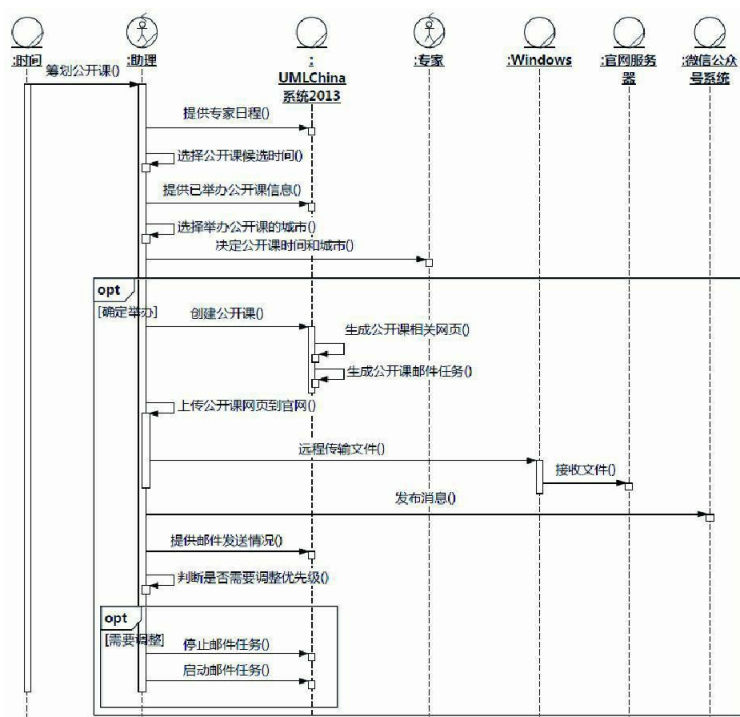 :时间
:助理
:
UMLChina
系统2013
:专家
:Windows
:官网服务
器
:微信公众
号系统
筹划公开课()
提供专家日程()
选择公开课候选时间()
提供已举办公开课信息()
选择举办公开课的城市()
决定公开课时间和城市()
opt
[确定举办]
创建公开课()
生成公开课相关网页()
生成公开课邮件任务()
上传公开课网页到官网()
远程传输文件()
接收文件()
发布消息()
提供邮件发送情况()
判断是否需要调整优先级()
opt
[需要调整]
停止邮件任务()
启动邮件任务()